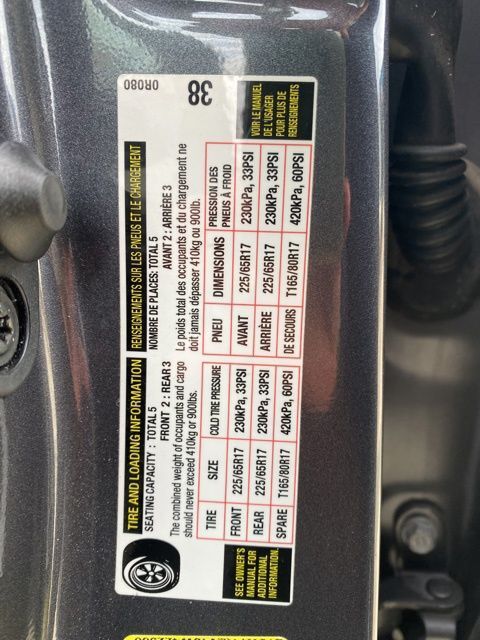 TIRE AND LOADING INFORMATION
SEATING CAPACITY : TOTAL 5
FRONT 2 : REAR 3
The combined weight of occupants and cargo
should never exceed 410kg or 900lbs.
TIRE SIZE COLD TIRE PRESSURE
FRONT 225/65R17 230kPa, 33PSI
REAR 225/65R17 230kPa, 33PSI
SPARE T165/80R17 420kPa, 60PSI
SEE OWNER'S
MANUAL FOR
ADDITIONAL
INFORMATION.
RENSEIGNEMENTS SUR LES PNEUS ET LE CHARGEMENT
NOMBRE DE PLACES: TOTAL 5
AVANT 2 : ARRIÈRE 3
Le poids total des occupants et du chargement ne
doit jamais dépasser 410kg ou 900lb.
PNEU DIMENSIONS PRESSION DES
PNEUS À FROID
AVANT 225/65R17 230kPa, 33PSI
ARRIÈRE 225/65R17 230kPa, 33PSI
DE SECOURS T165/80R17 420kPa, 60PSI
VOIR LE MANUEL
DE L'USAGER
POUR PLUS DE
RENSEIGNEMENTS
0R080
38